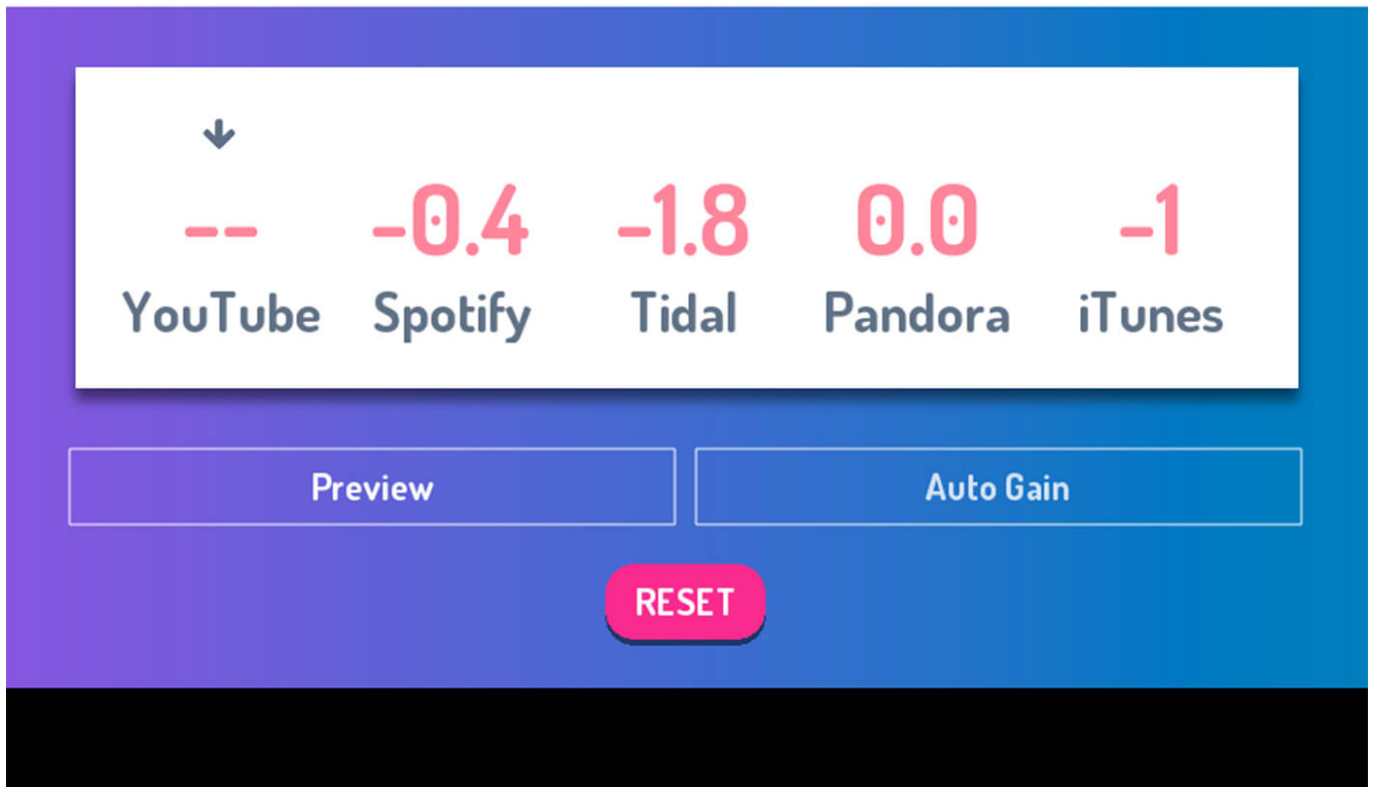 -- -0.4 -1.8 0.0 -1
YouTube Spotify Tidal Pandora iTunes
Preview Auto Gain
RESET